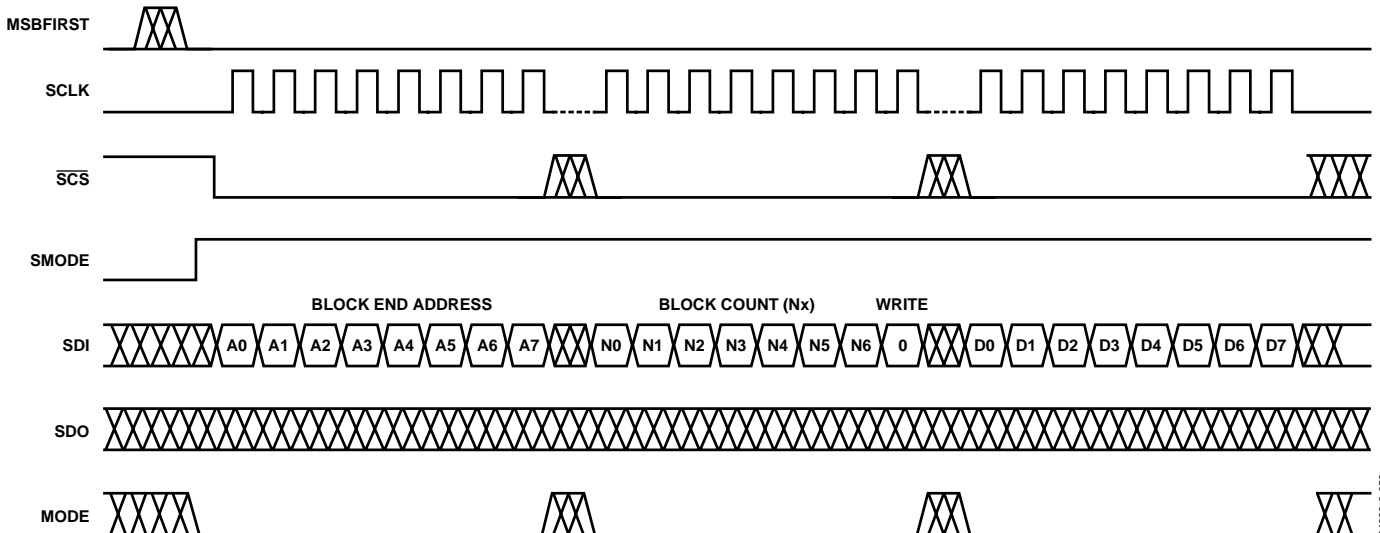 MSBFIRST
SCLK
SCS
SMODE
BLOCK END ADDRESS BLOCK COUNT (Nx) WRITE
SDI A0 A1 A2 A3 A4 A5 A6 A7 N0 N1 N2 N3 N4 N5 N6 0 D0 D1 D2 D3 D4 D5 D6 D7
SDO
MODE